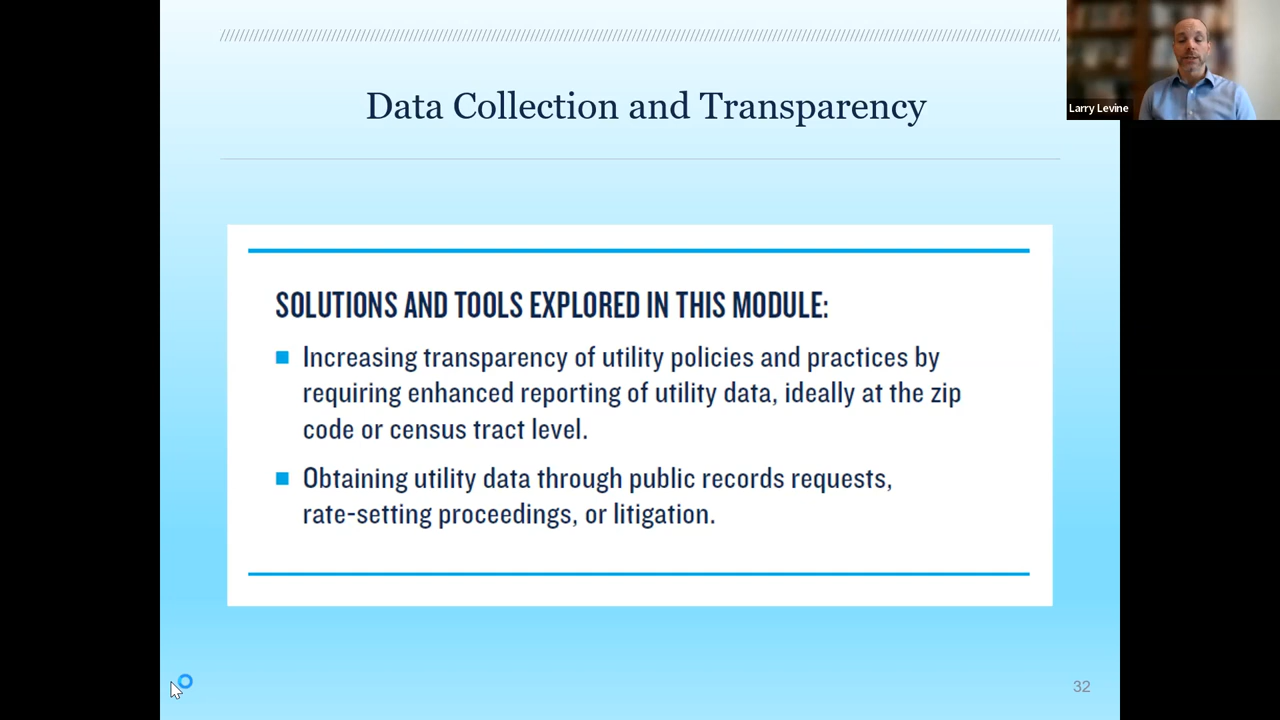 Data Collection and Transparency
Larry Levine
SOLUTIONS AND TOOLS EXPLORED IN THIS MODULE:
Increasing transparency of utility policies and practices by
requiring enhanced reporting of utility data, ideally at the zip
code or census tract level.
Obtaining utility data through public records requests,
rate-setting proceedings, or litigation.
32